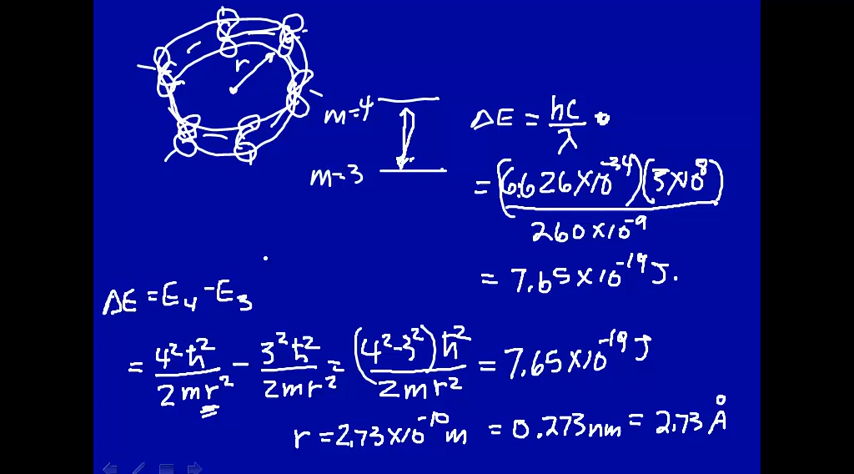 r
m=4
m=3
ΔE = hc/λ
= (6.626×10⁻³⁴)(3×10⁸)/260×10⁻⁹
= 7.65×10⁻¹⁹ J.
ΔE = E₄ - E₃
= 4²ħ²/2mr² - 3²ħ²/2mr² = (4²-3²)ħ²/2mr² = 7.65×10⁻¹⁹ J
r = 2.73×10⁻¹⁰ m = 0.273nm = 2.73 Å